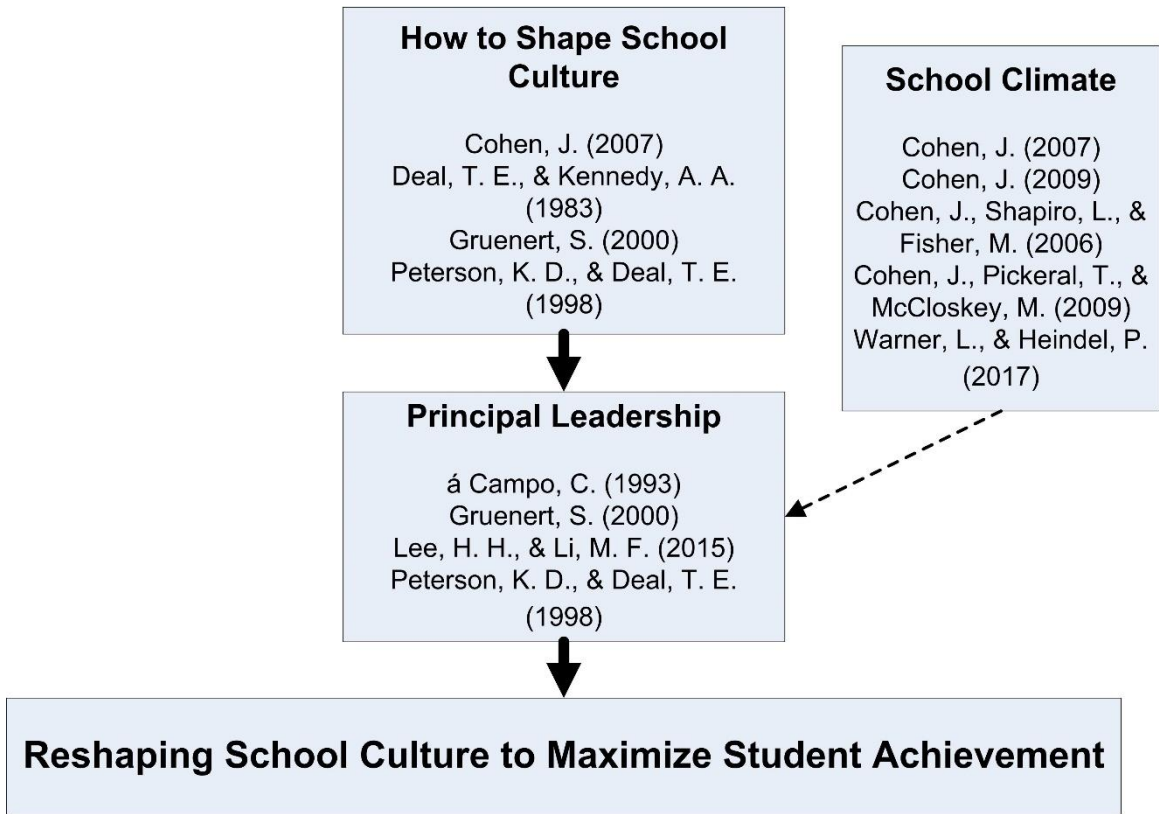 How to Shape School
Culture
Cohen, J. (2007)
Deal, T. E., & Kennedy, A. A.
(1983)
Gruenert, S. (2000)
Peterson, K. D., & Deal, T. E.
(1998)
School Climate
Cohen, J. (2007)
Cohen, J. (2009)
Cohen, J., Shapiro, L., &
Fisher, M. (2006)
Cohen, J., Pickeral, T., &
McCloskey, M. (2009)
Warner, L., & Heindel, P.
(2017)
Principal Leadership
á Campo, C. (1993)
Gruenert, S. (2000)
Lee, H. H., & Li, M. F. (2015)
Peterson, K. D., & Deal, T. E.
(1998)
Reshaping School Culture to Maximize Student Achievement